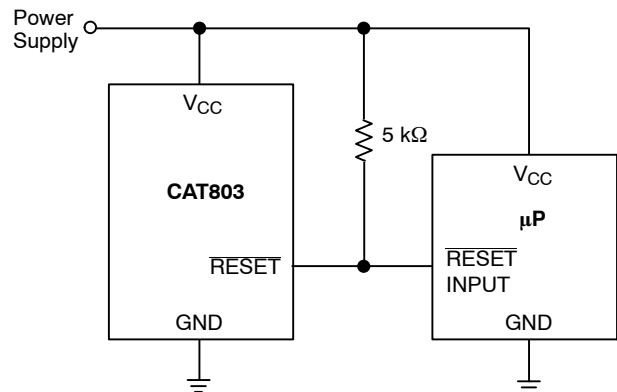 Power
Supply
VCC
CAT803
RESET
GND
5 kΩ
VCC
μP
RESET
INPUT
GND